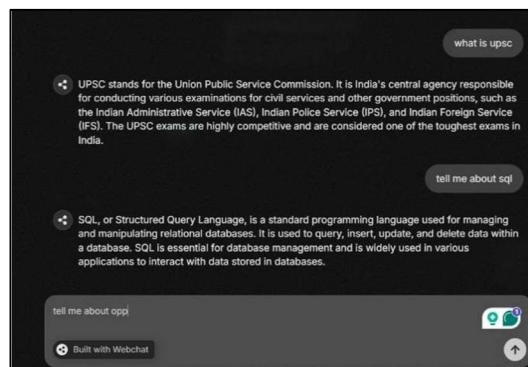 what is upsc
UPSC stands for the Union Public Service Commission. It is India's central agency responsible
for conducting various examinations for civil services and other government positions, such as
the Indian Administrative Service (IAS), Indian Police Service (IPS), and Indian Foreign Service
(IFS). The UPSC exams are highly competitive and are considered one of the toughest exams in
India.
tell me about sql
SQL, or Structured Query Language, is a standard programming language used for managing
and manipulating relational databases. It is used to query, insert, update, and delete data within
a database. SQL is essential for database management and is widely used in various
applications to interact with data stored in databases.
tell me about opp
1
Built with Webchat